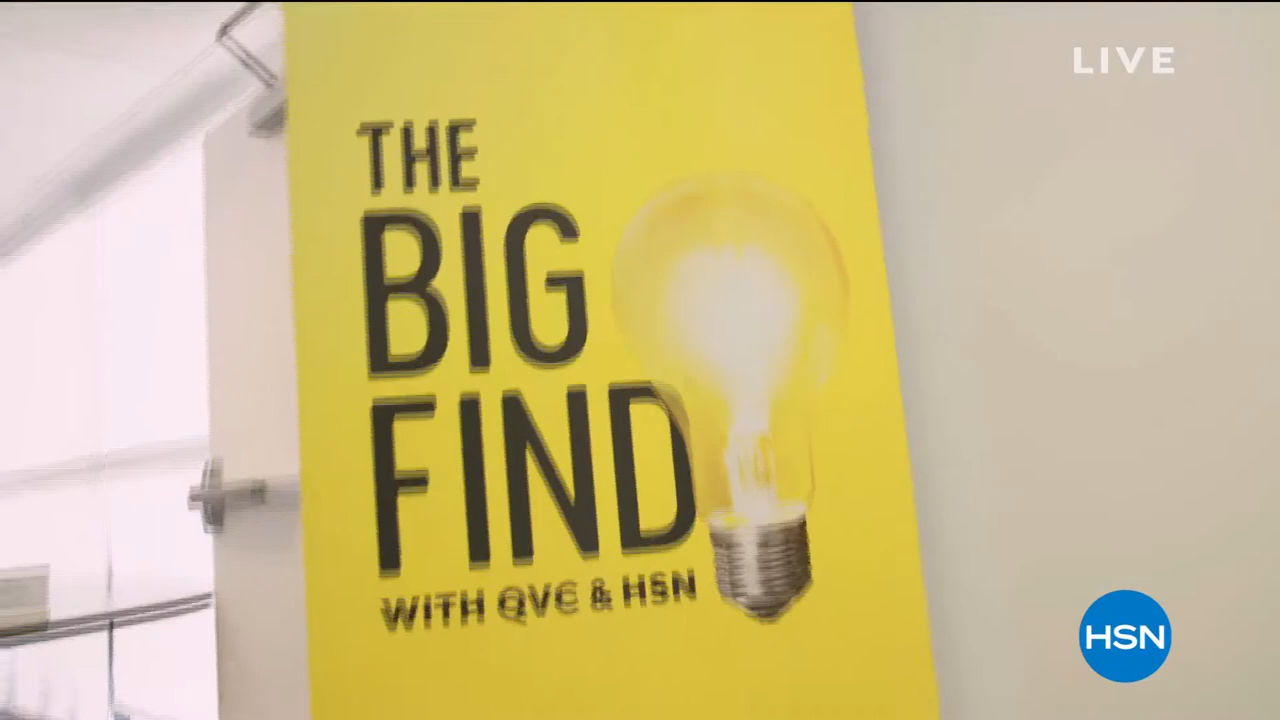 LIVE
THE
BIG
FIND
WITH QVC & HSN
HSN